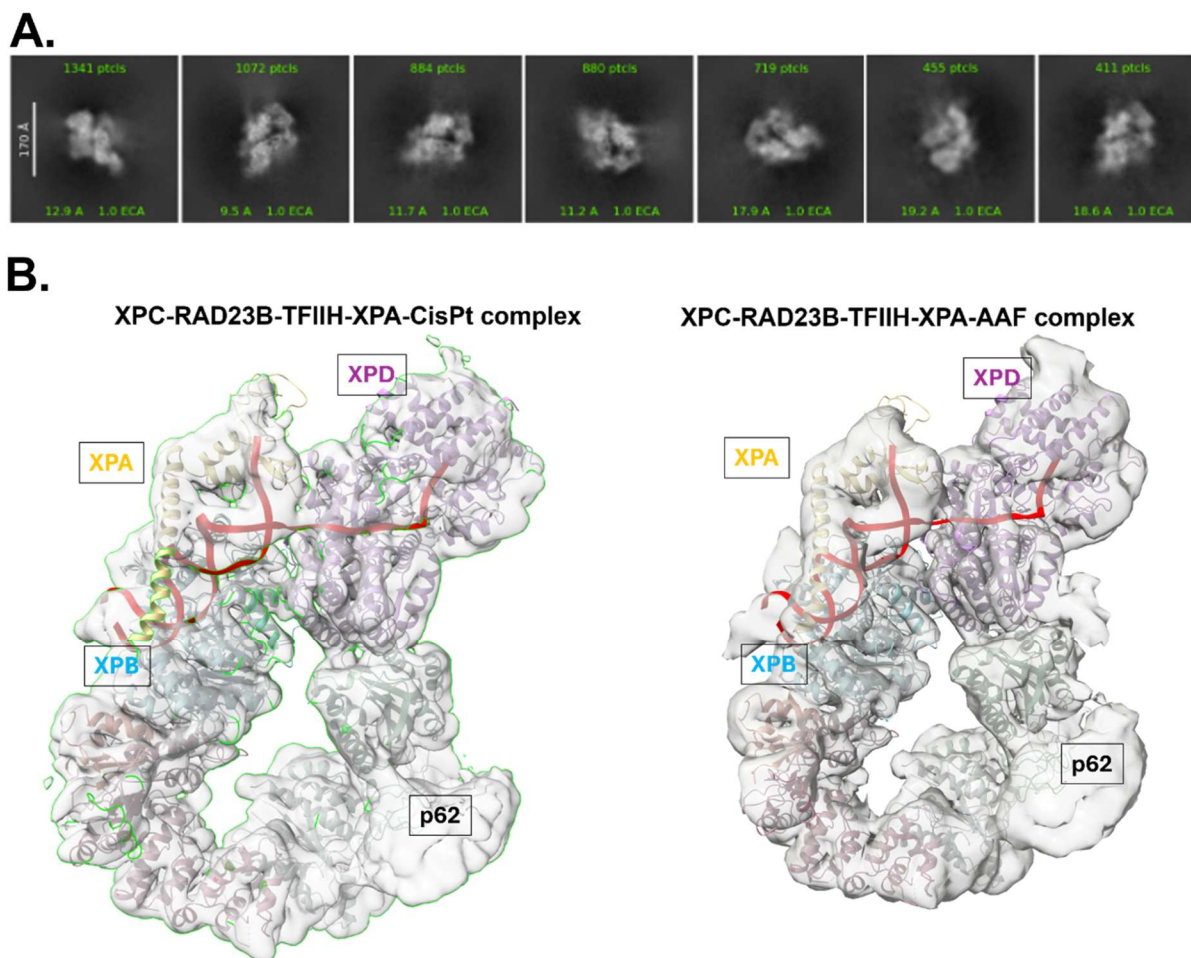 A.
1341 ptcls 1072 ptcls 884 ptcls 880 ptcls 719 ptcls 455 ptcls 411 ptcls
170 Å
12.9 A 1.0 ECA 9.5 A 1.0 ECA 11.7 A 1.0 ECA 11.2 A 1.0 ECA 17.9 A 1.0 ECA 19.2 A 1.0 ECA 18.6 A 1.0 ECA
B.
XPC-RAD23B-TFIIH-XPA-CisPt complex
XPD
XPA
XPB
p62
XPC-RAD23B-TFIIH-XPA-AAF complex
XPD
XPA
XPB
p62